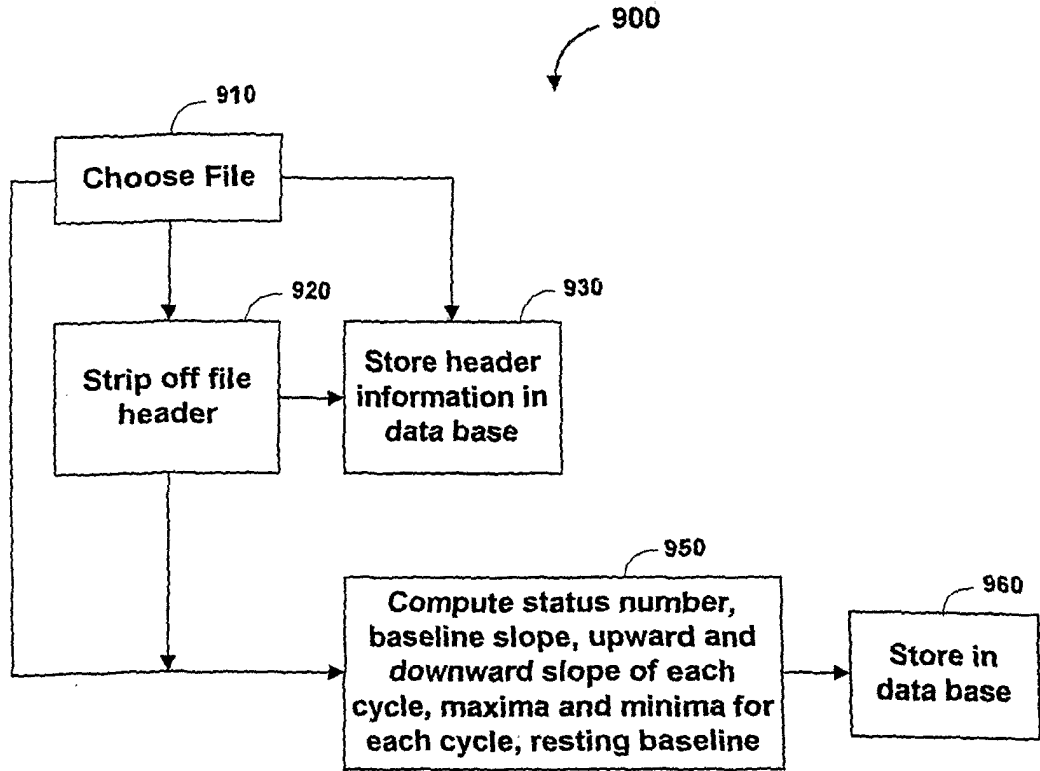 900
910
Choose File
920
Strip off file
header
930
Store header
information in
data base
950
Compute status number,
baseline slope, upward and
downward slope of each
cycle, maxima and minima for
each cycle, resting baseline
960
Store in
data base